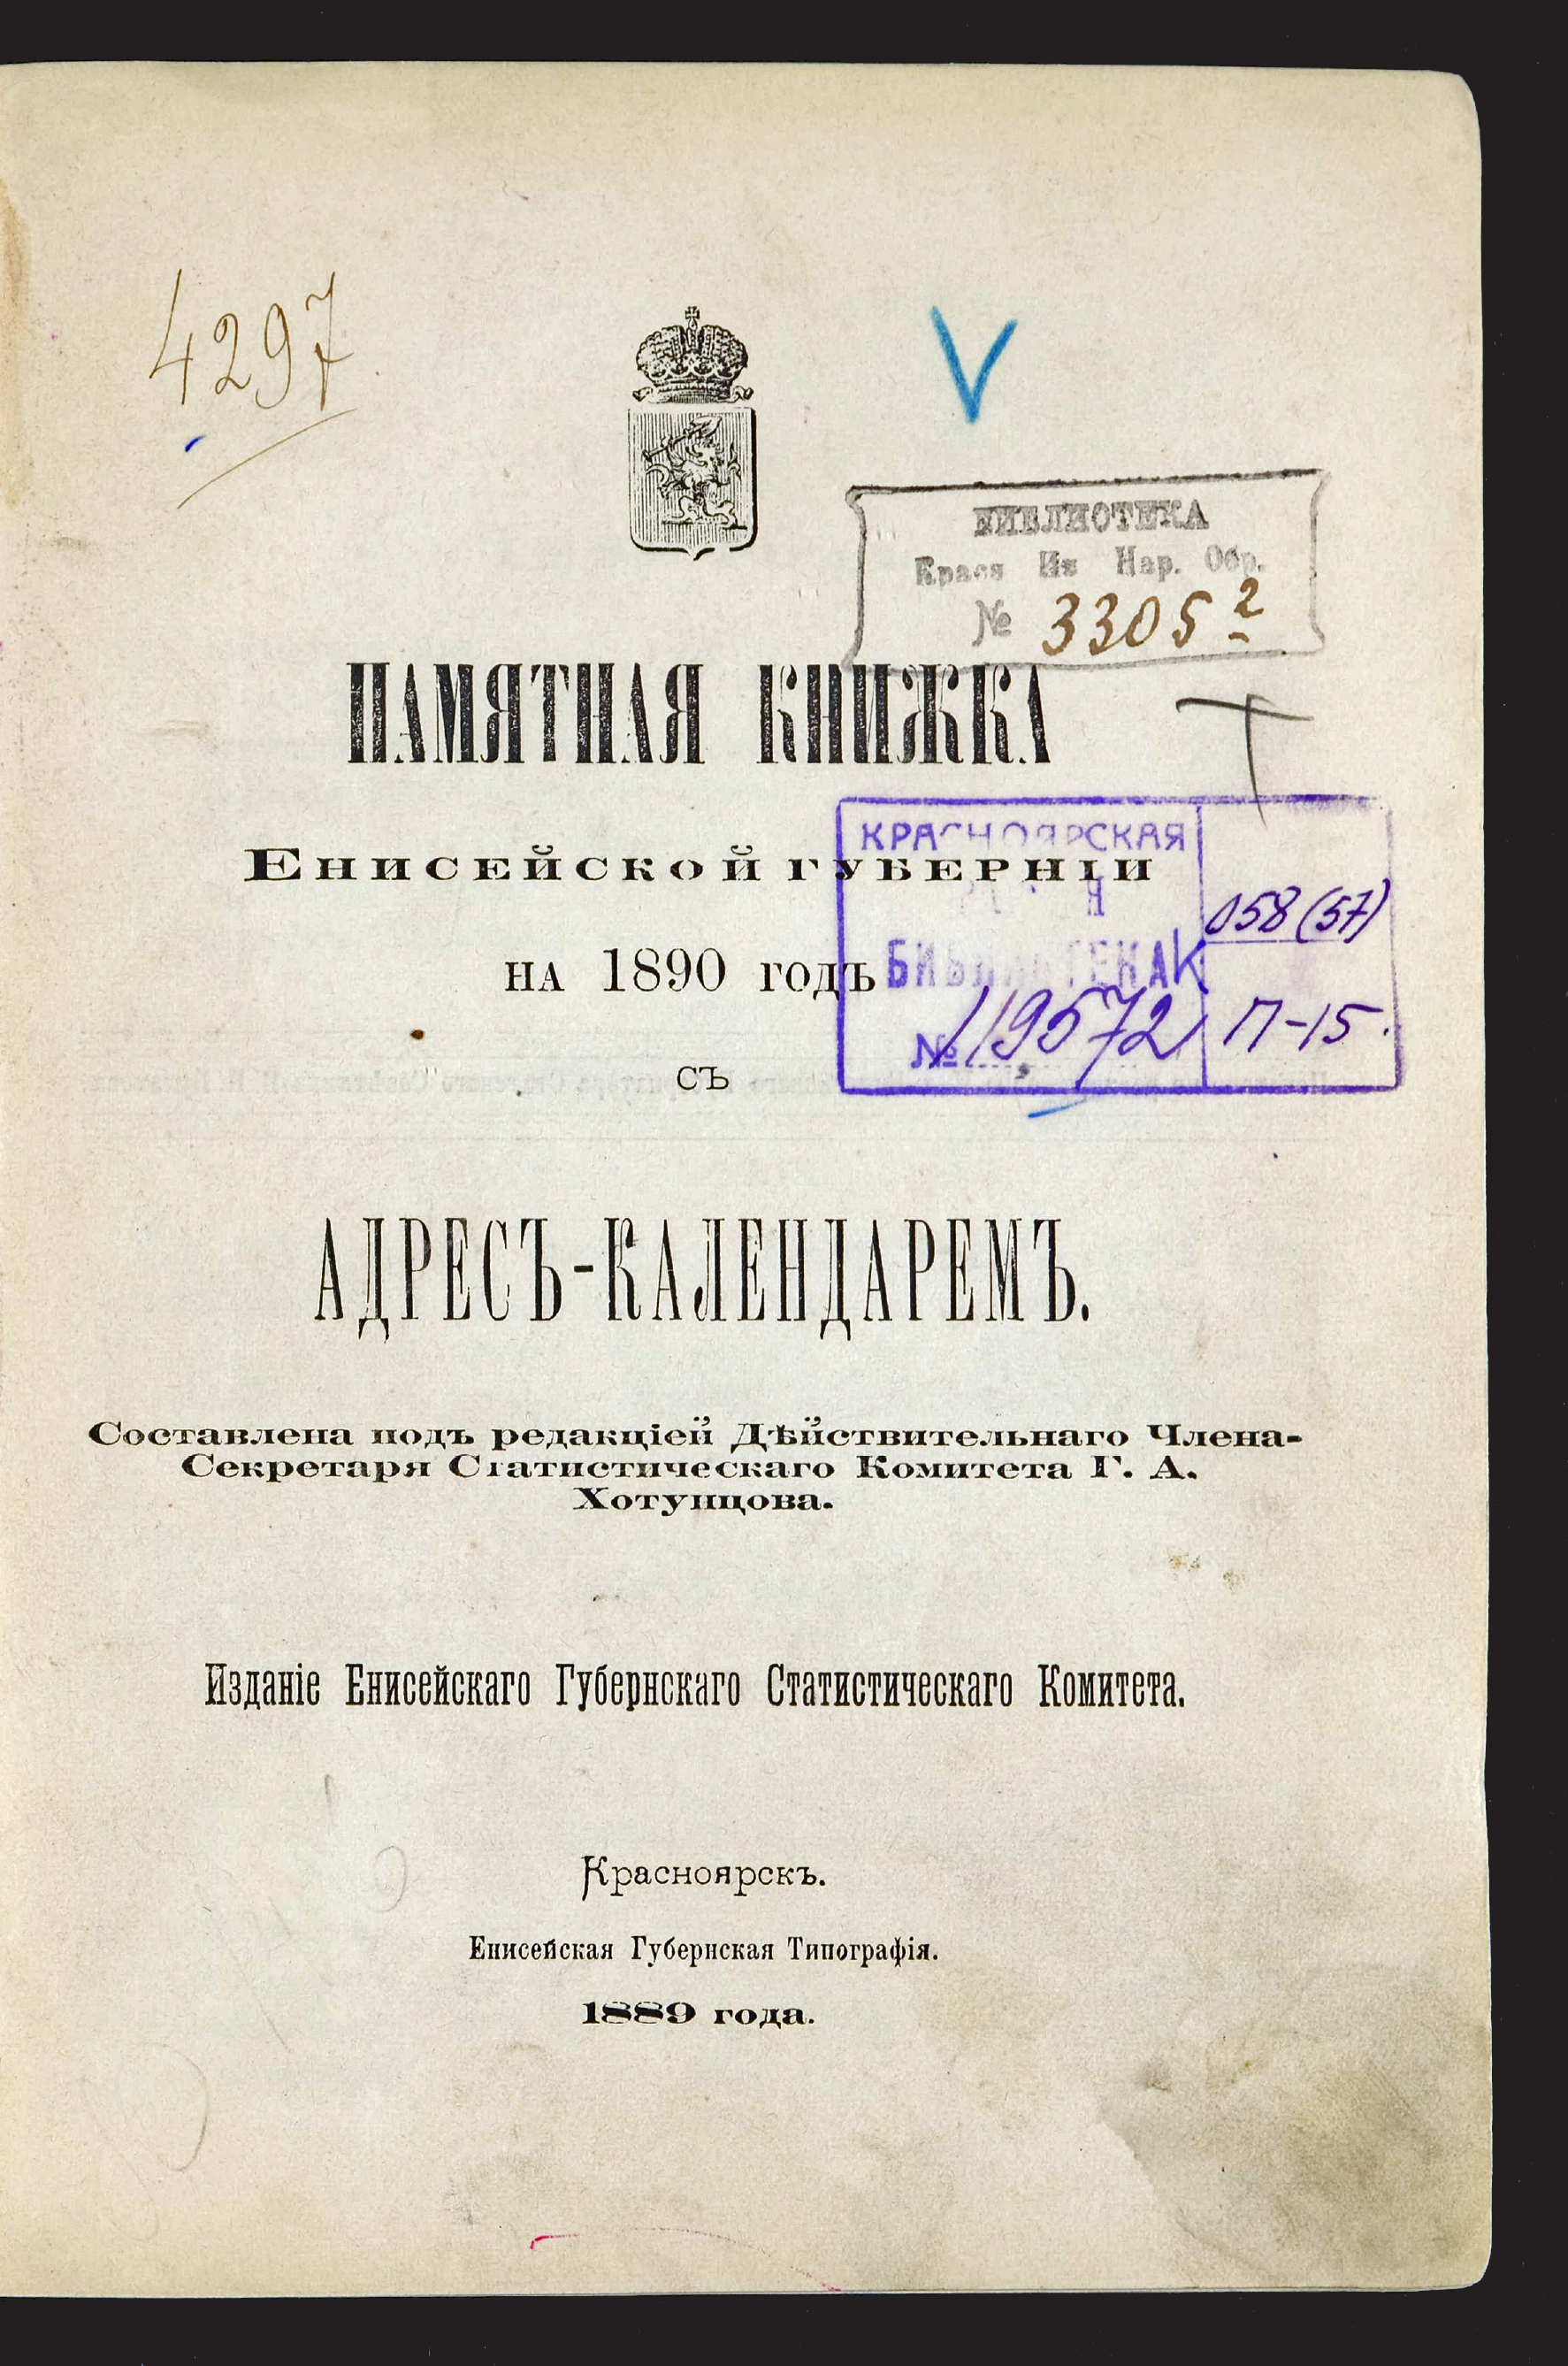 4297
V
БИБЛИОТЕКА
Нар. Обр.
№ 3305 2
ПАМЯТНАЯ КНИЖКА
КРАСНОЯРСКАЯ
ЕНИСЕЙСКОЙ ГУБЕРНІИ
058(57)
НА 1890 ГОДЪ
№ 119572
П-15.
СЪ
АДРЕСЪ-КАЛЕНДАРЕМЪ.
Составлена подъ редакціей Дѣйствительнаго Члена-
Секретаря Статистическаго Комитета Г. А.
Хотунцова.
Изданіе Енисейскаго Губернскаго Статистическаго Комитета.
Красноярскъ.
Енисейская Губернская Типографія.
1889 года.